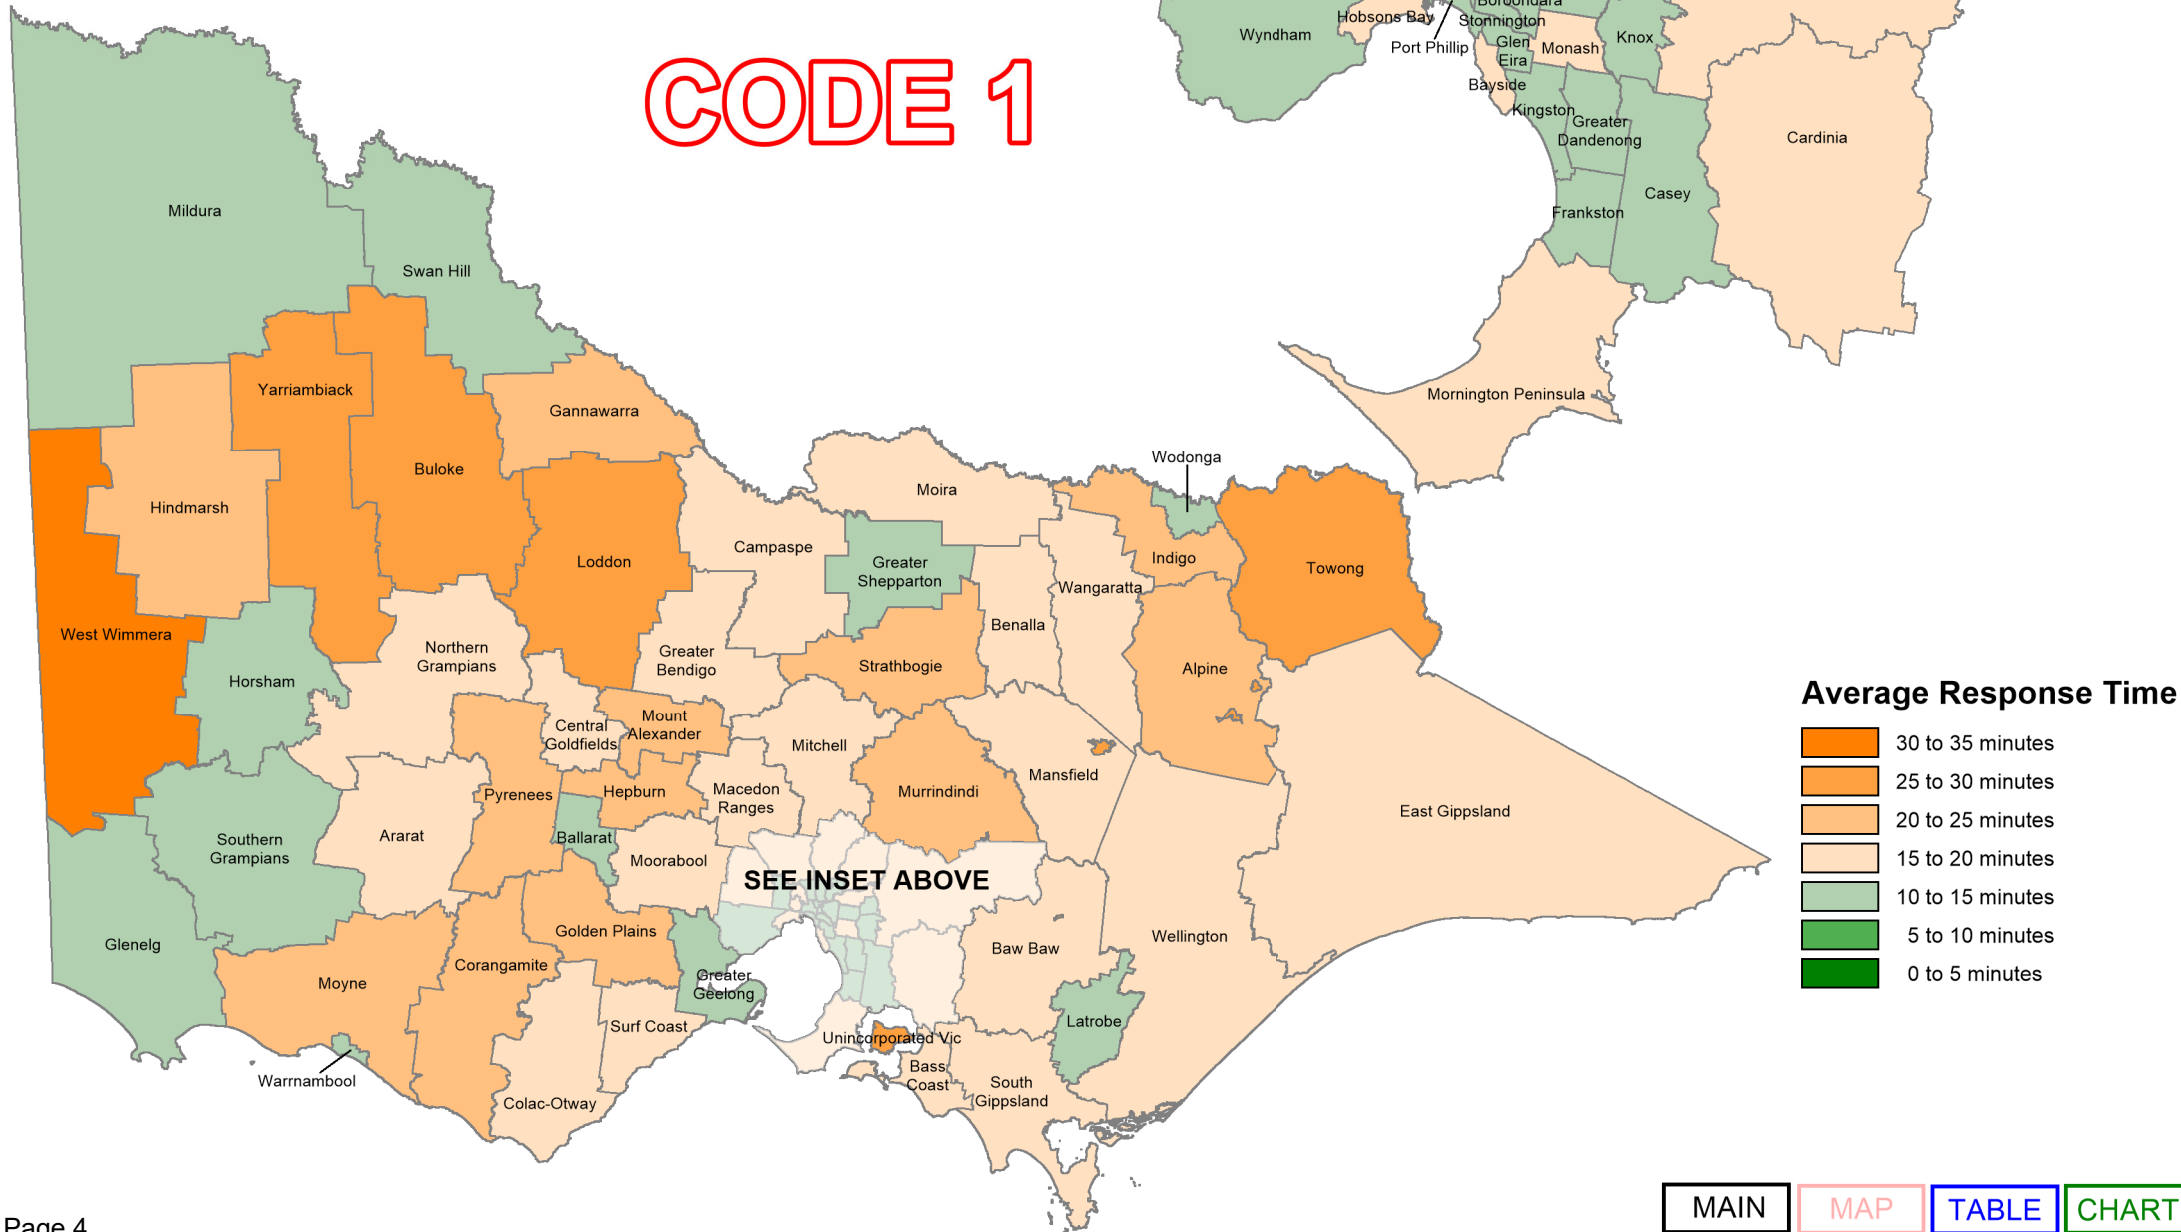 Boroondara
Hobsons Bay
Stonnington
Wyndham
Port Phillip
Glen
Eira
Monash
Knox
Bayside
CODE 1
Kingston
Greater
Dandenong
Cardinia
Casey
Mildura
Frankston
Swan Hill
Yarriambiack
Gannawarra
Mornington Peninsula
Wodonga
Buloke
Moira
Hindmarsh
Campaspe
Loddon
Greater
Shepparton
Indigo
Towong
Wangaratta
Benalla
West Wimmera
Northern
Grampians
Greater
Bendigo
Strathbogie
Alpine
Horsham
Average Response Time
Mount
Alexander
Central
Goldfields
Mitchell
30 to 35 minutes
Mansfield
25 to 30 minutes
Pyrenees
Hepburn
Macedon
Ranges
Murrindindi
East Gippsland
20 to 25 minutes
Ararat
Ballarat
Southern
Grampians
Moorabool
15 to 20 minutes
SEE INSET ABOVE
10 to 15 minutes
Glenelg
Golden Plains
Wellington
5 to 10 minutes
Baw Baw
Corangamite
0 to 5 minutes
Moyne
Greater
Geelong
Surf Coast
Latrobe
Unincorporated Vic
Warrnambool
Bass
Coast
South
Gippsland
Colac-Otway
MAIN
MAP
TABLE
CHART
Page 4